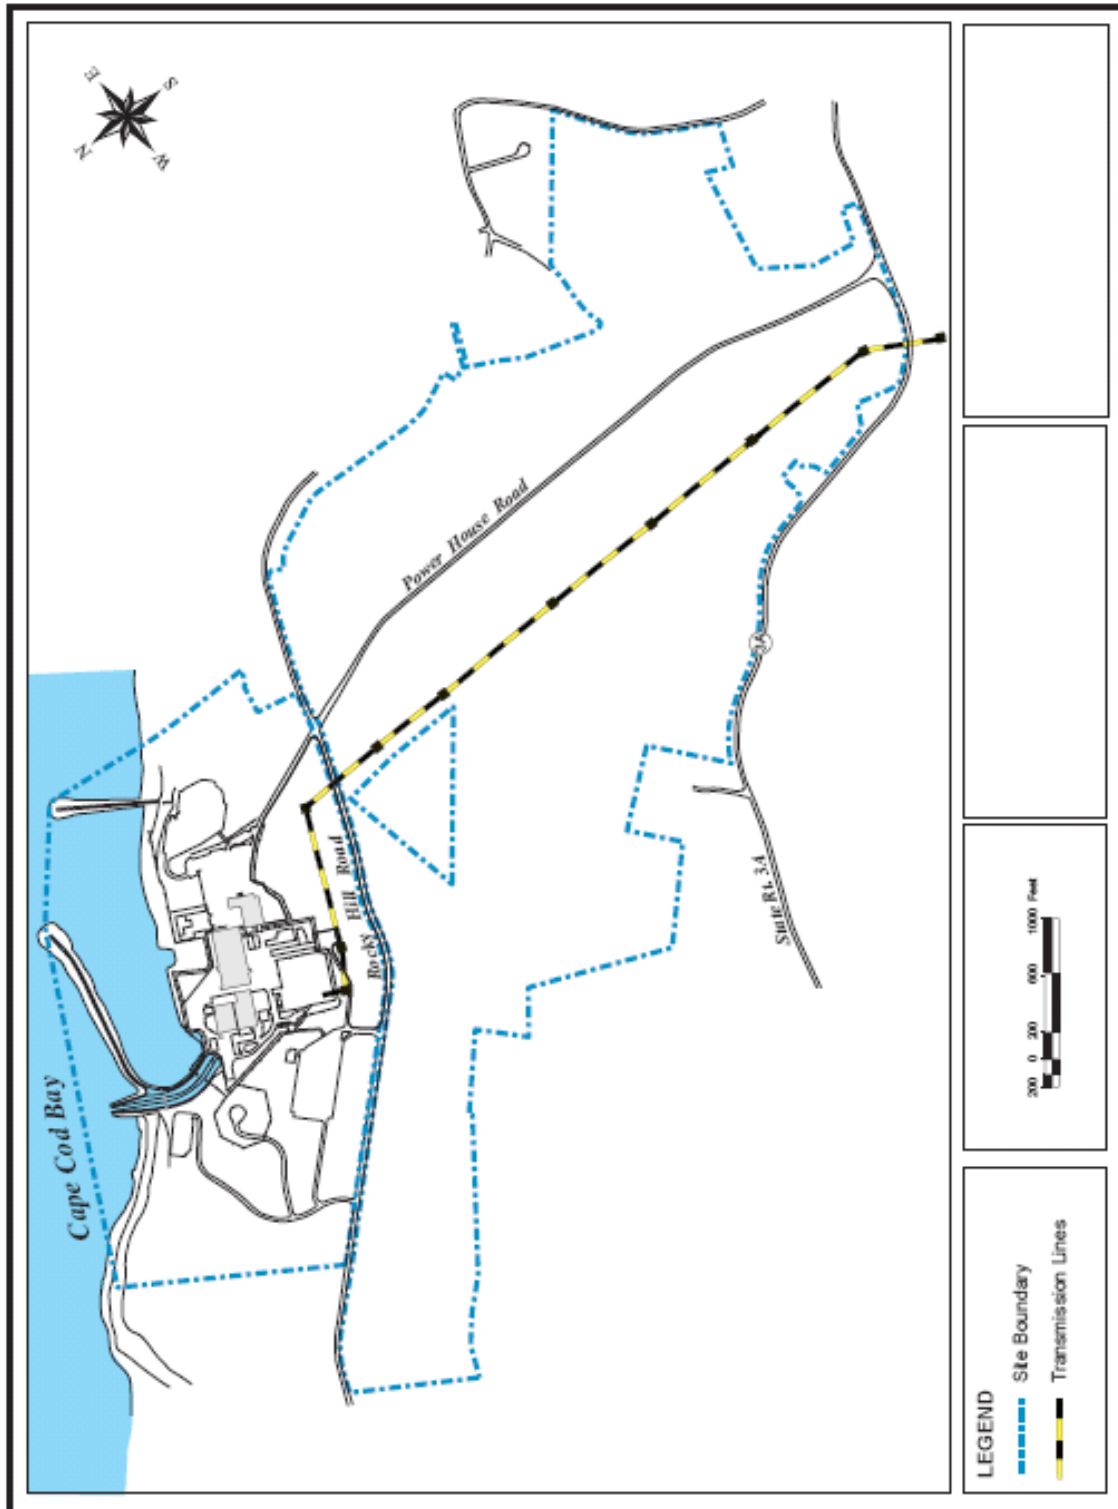 N
E
S
W
Cape Cod Bay
Rocky Hill Road
Power House Road
3A
State Rt. 3A
LEGEND
Site Boundary
Transmission Lines
200 0 200 600 1000 Feet